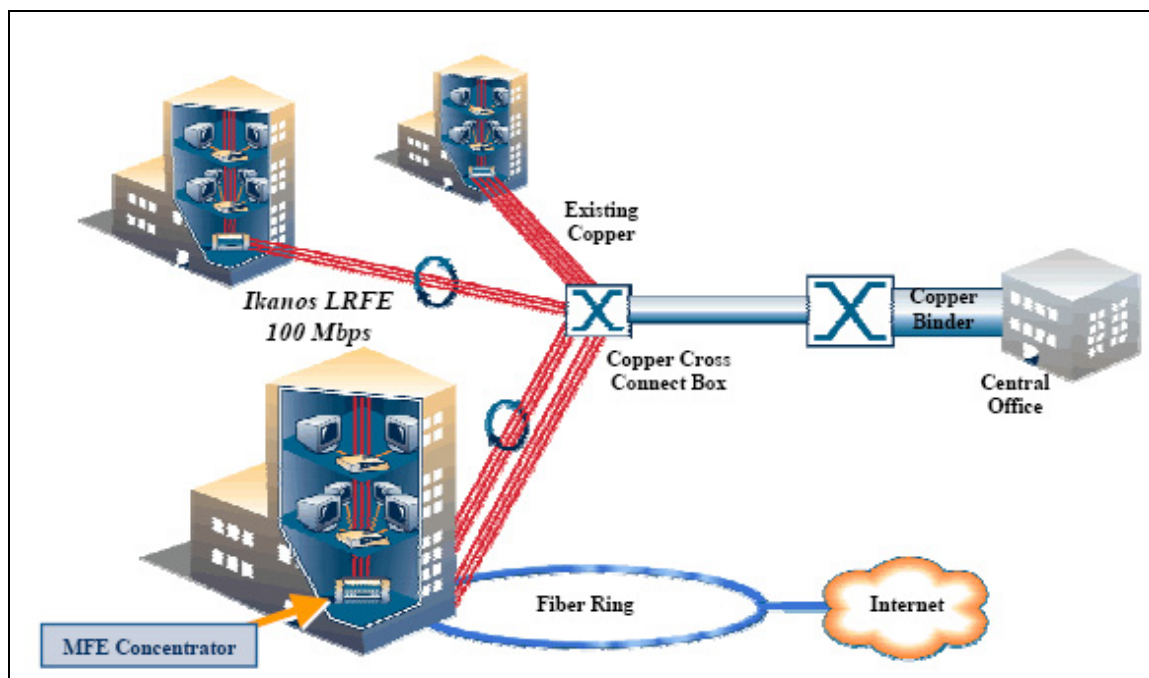 Existing
Copper
Ikanos LRFE
100 Mbps
Copper
Binder
Copper Cross
Connect Box
Central
Office
Fiber Ring
Internet
MFE Concentrator